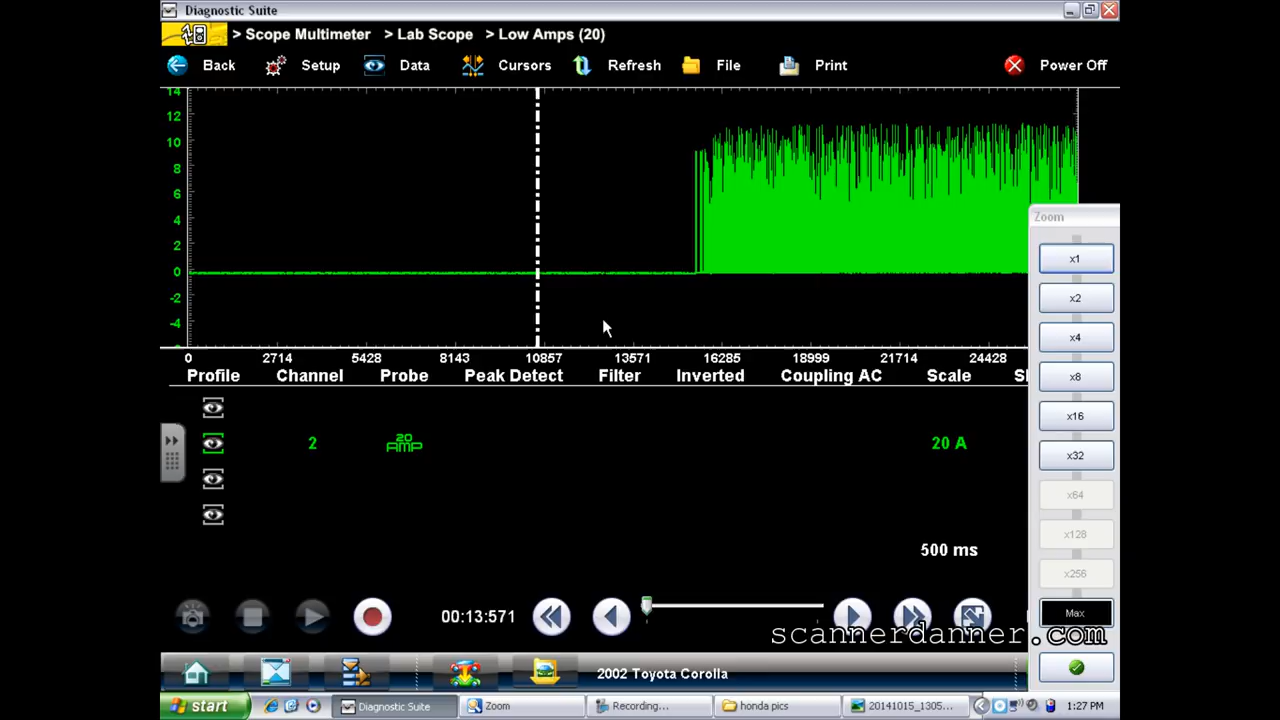 Diagnostic Suite
> Scope Multimeter > Lab Scope > Low Amps (20)
Back Setup Data Cursors Refresh File Print Power Off
14
12
10
8
6
4
2
0
-2
-4
0 2714 5428 8143 10857 13571 16285 18999 21714 24428
Profile Channel Probe Peak Detect Filter Inverted Coupling AC Scale
2 20 AMP 20 A
500 ms
Zoom
x1
x2
x4
x8
x16
x32
x64
x128
x256
Max
00:13:571
scannerdanner.com
2002 Toyota Corolla
start Diagnostic Suite Zoom Recording... honda pics 20141015_1305... 1:27 PM